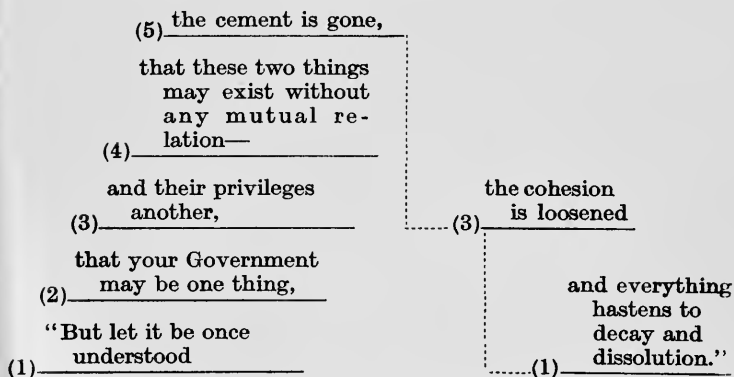 the cement is gone,
(5)
that these two things
may exist without
any mutual re-
lation—
(4)
and their privileges
another,
(3)
that your Government
may be one thing,
(2)
"But let it be once
understood
(1)
the cohesion
is loosened
(3)
and everything
hastens to
decay and
dissolution."
(1)